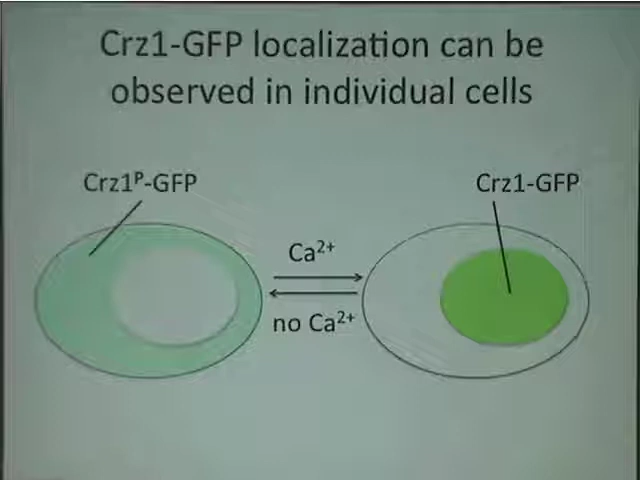 Crz1-GFP localization can be
observed in individual cells
Crz1ᴾ-GFP
Crz1-GFP
Ca²⁺
no Ca²⁺